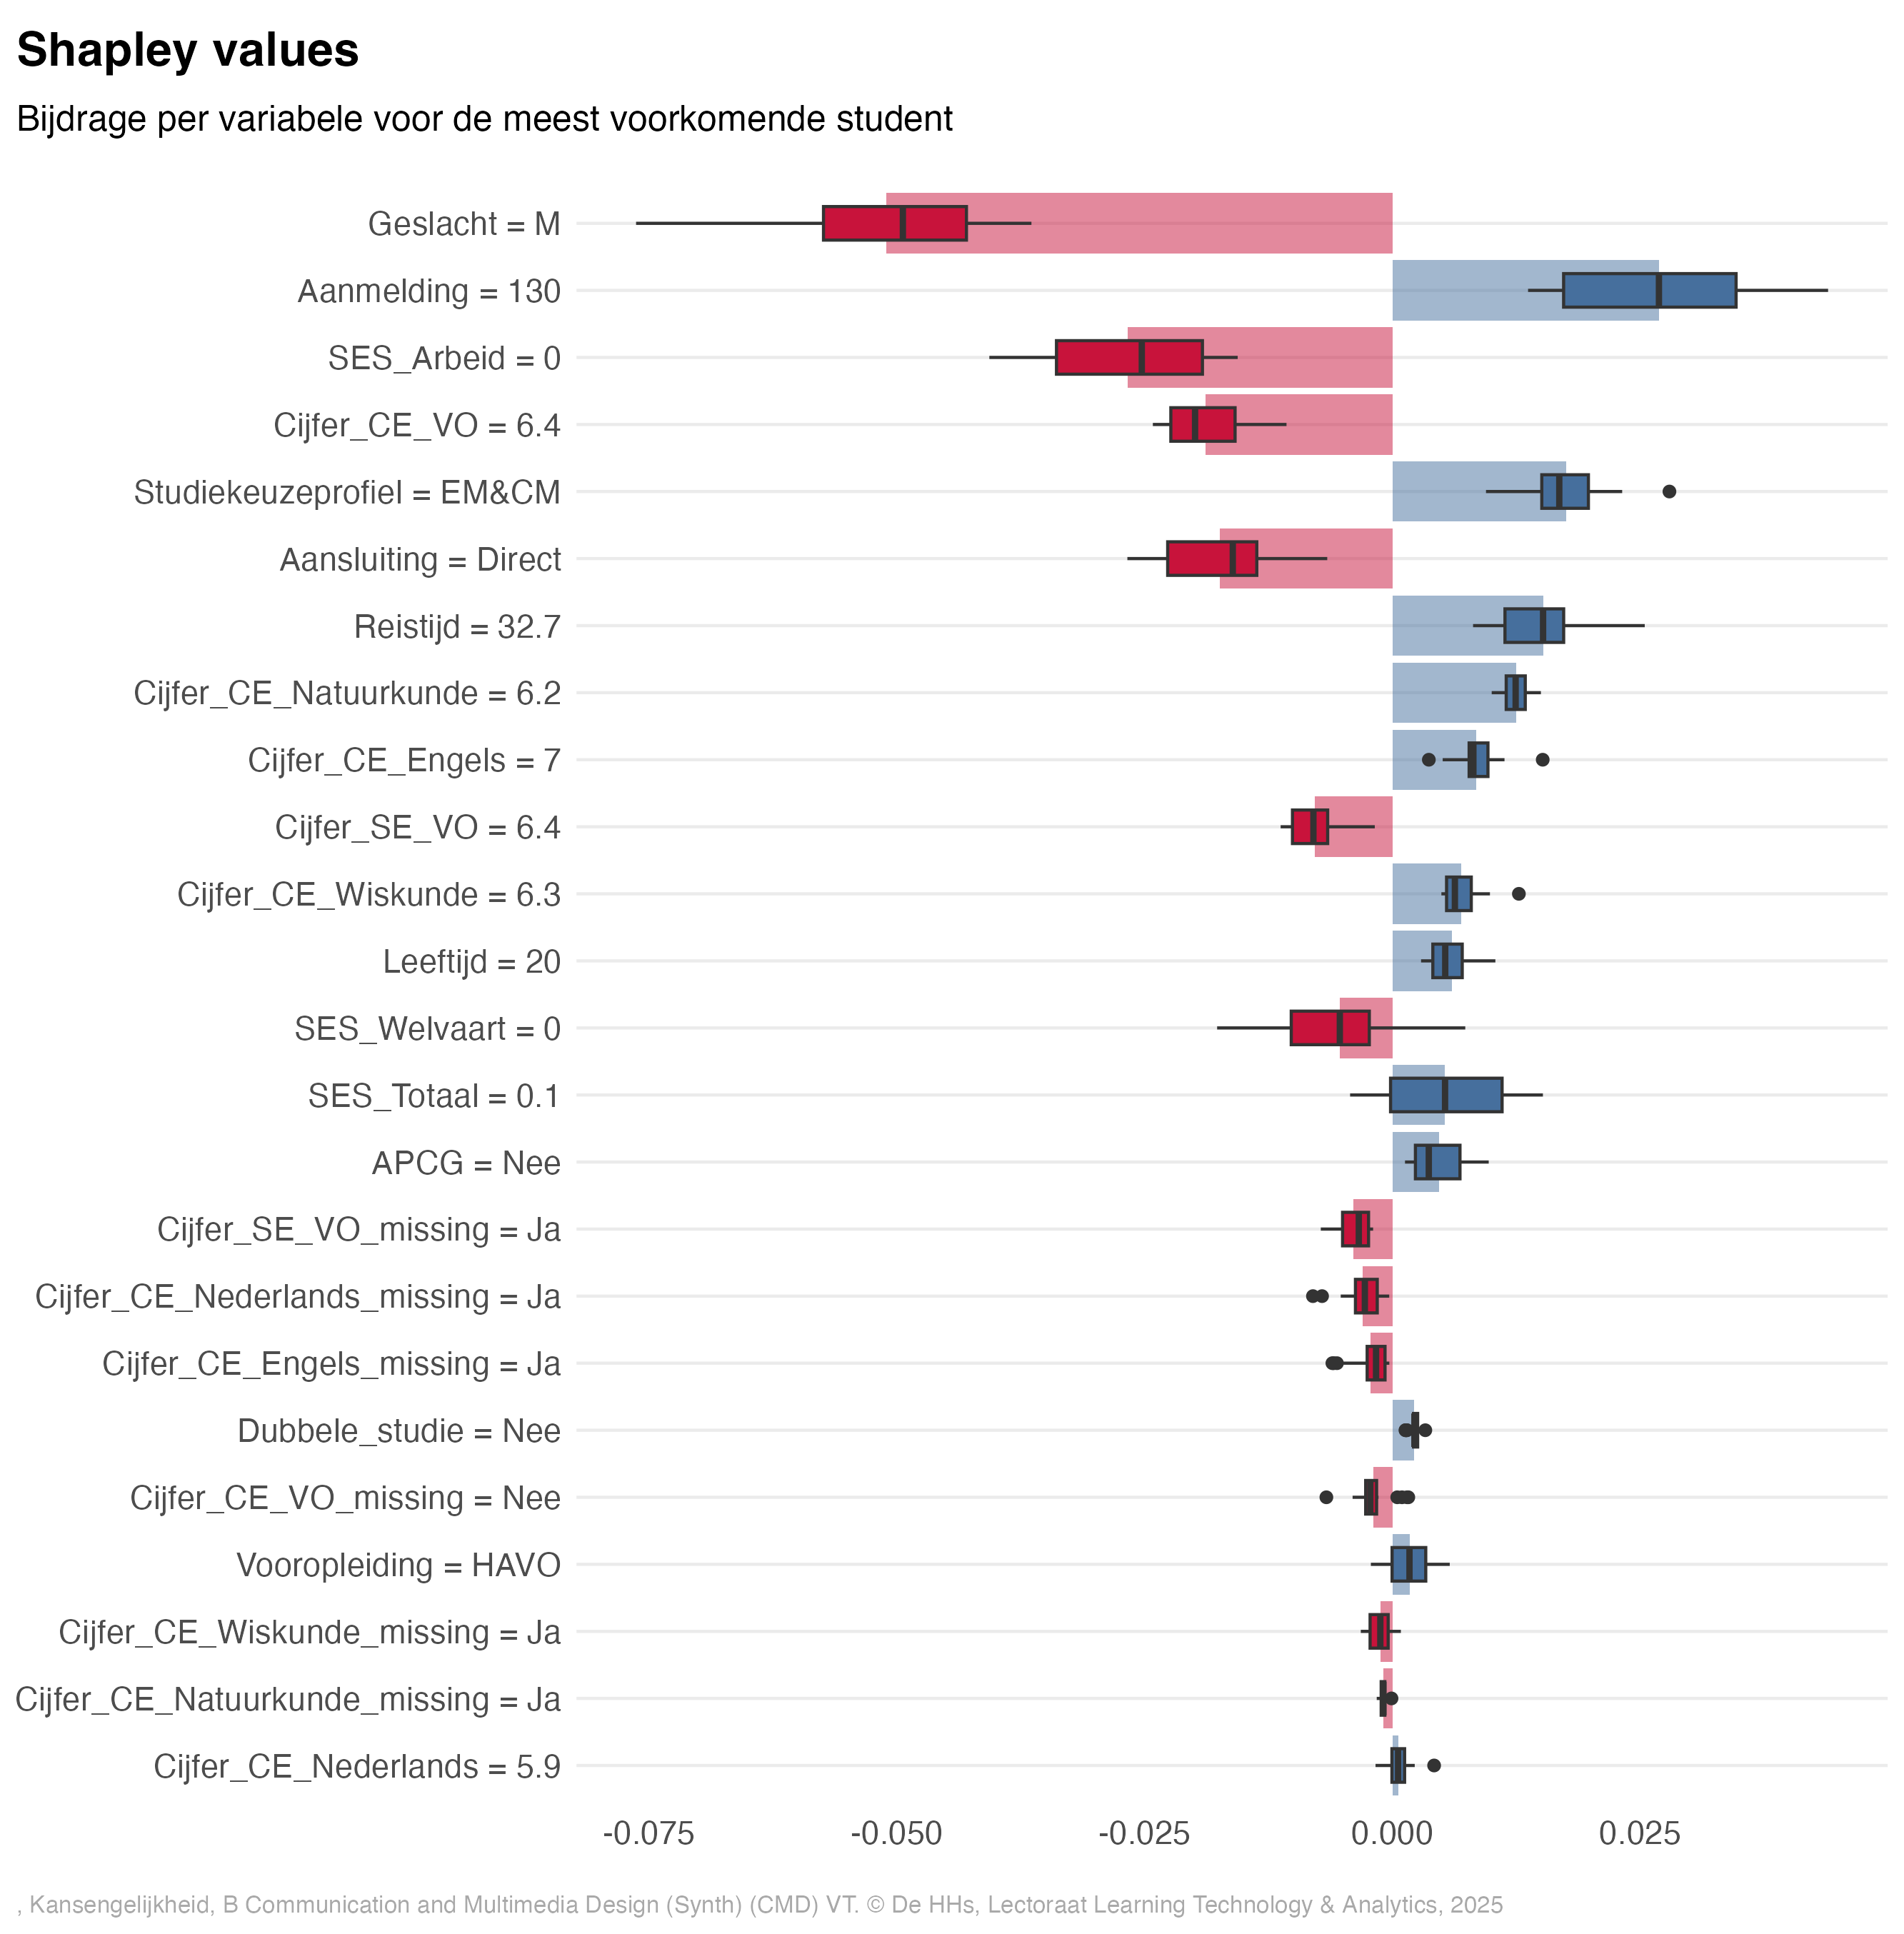 Shapley values
Bijdrage per variabele voor de meest voorkomende student
Geslacht = M
Aanmelding = 130
SES_Arbeid = 0
Cijfer_CE_VO = 6.4
Studiekeuzeprofiel = EM&CM
Aansluiting = Direct
Reistijd = 32.7
Cijfer_CE_Natuurkunde = 6.2
Cijfer_CE_Engels = 7
Cijfer_SE_VO = 6.4
Cijfer_CE_Wiskunde = 6.3
Leeftijd = 20
SES_Welvaart = 0
SES_Totaal = 0.1
APCG = Nee
Cijfer_SE_VO_missing = Ja
Cijfer_CE_Nederlands_missing = Ja
Cijfer_CE_Engels_missing = Ja
Dubbele_studie = Nee
Cijfer_CE_VO_missing = Nee
Vooropleiding = HAVO
Cijfer_CE_Wiskunde_missing = Ja
Cijfer_CE_Natuurkunde_missing = Ja
Cijfer_CE_Nederlands = 5.9
-0.075 -0.050 -0.025 0.000 0.025
, Kansengelijkheid, B Communication and Multimedia Design (Synth) (CMD) VT. © De HHs, Lectoraat Learning Technology & Analytics, 2025